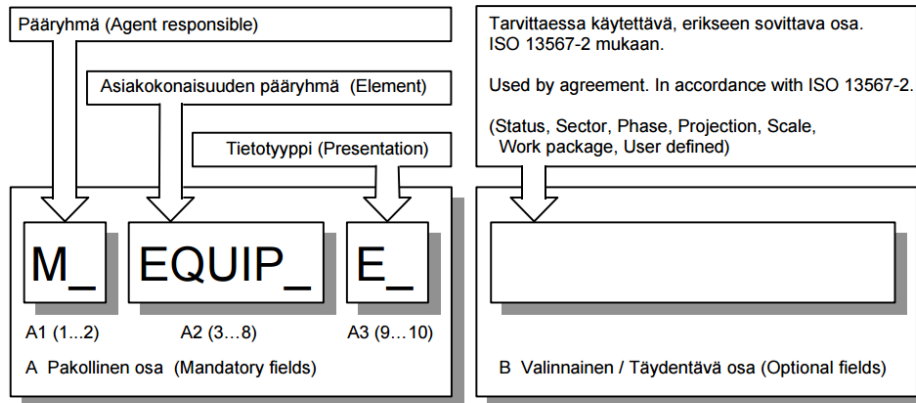 Pääryhmä (Agent responsible)
Asiakokonaisuuden pääryhmä (Element)
Tietotyyppi (Presentation)
Tarvittaessa käytettävä, erikseen sovittava osa.
ISO 13567-2 mukaan.
Used by agreement. In accordance with ISO 13567-2.
(Status, Sector, Phase, Projection, Scale,
Work package, User defined)
M_ EQUIP_ E_
A1 (1...2) A2 (3...8) A3 (9...10)
A Pakollinen osa (Mandatory fields)
B Valinnainen / Täydentävä osa (Optional fields)